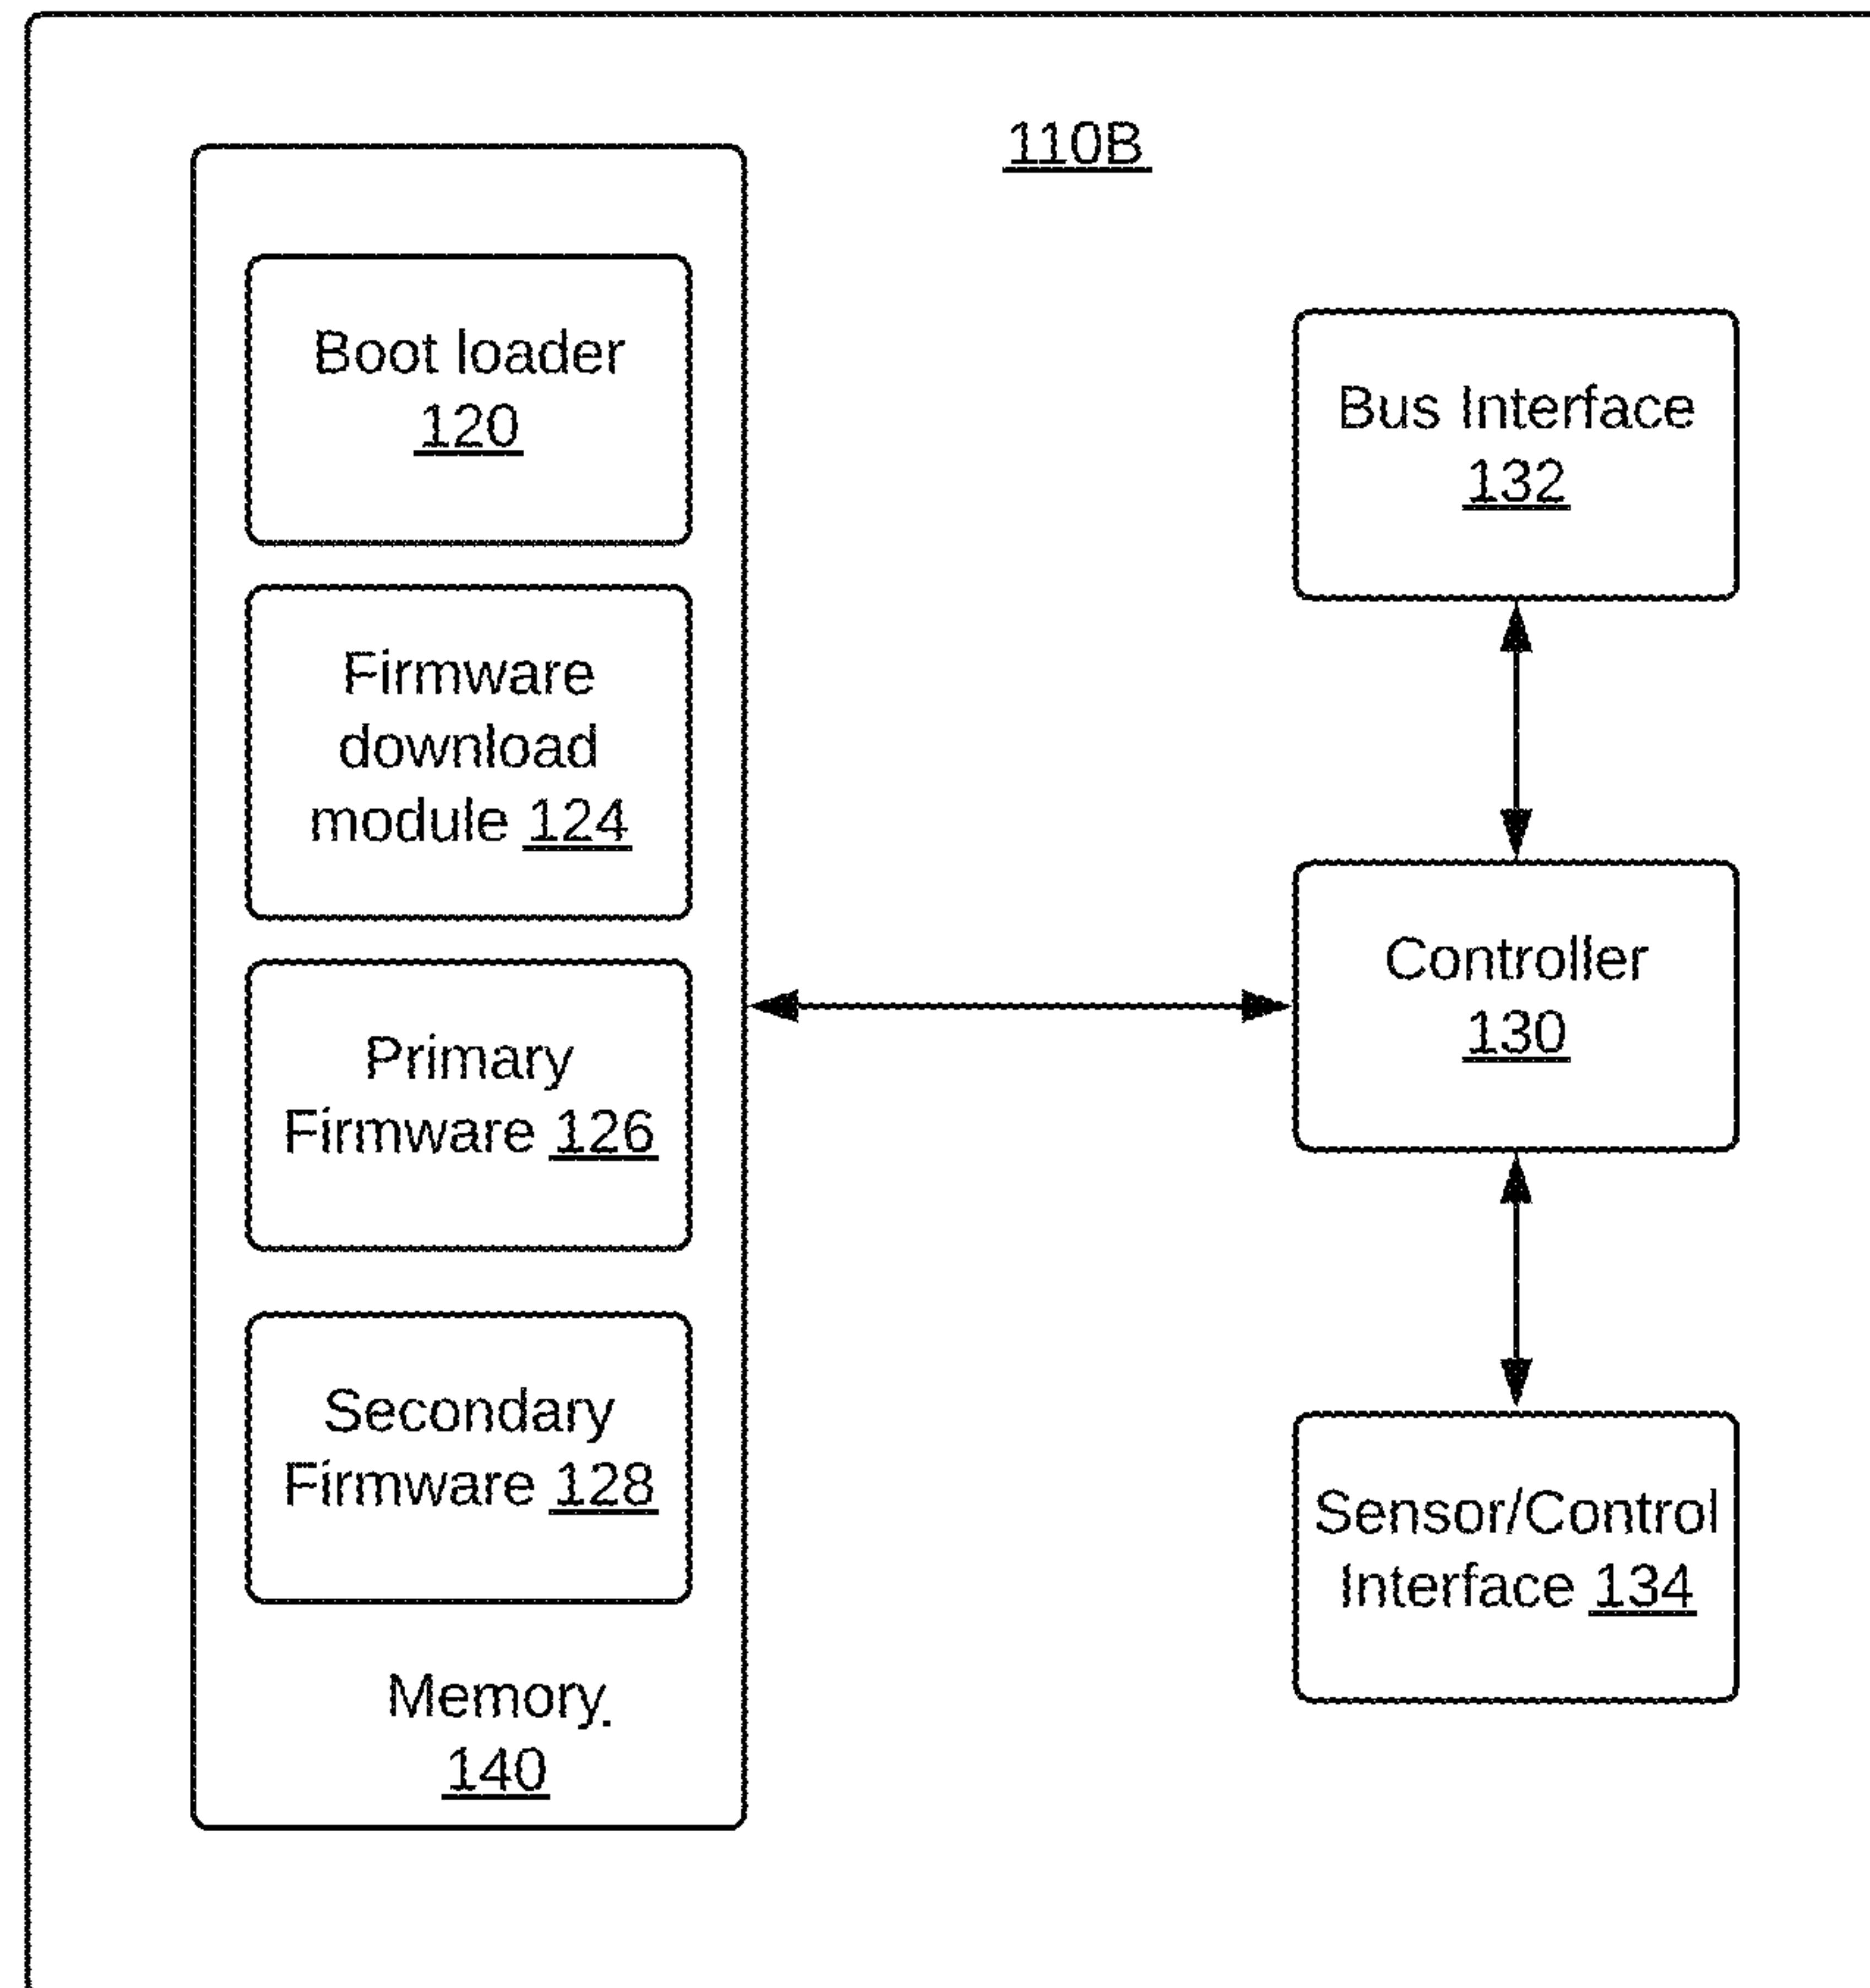 110B
Boot loader
120
Firmware
download
module 124
Primary
Firmware 126
Secondary
Firmware 128
Memory.
140
Bus Interface
132
Controller
130
Sensor/Control
Interface 134